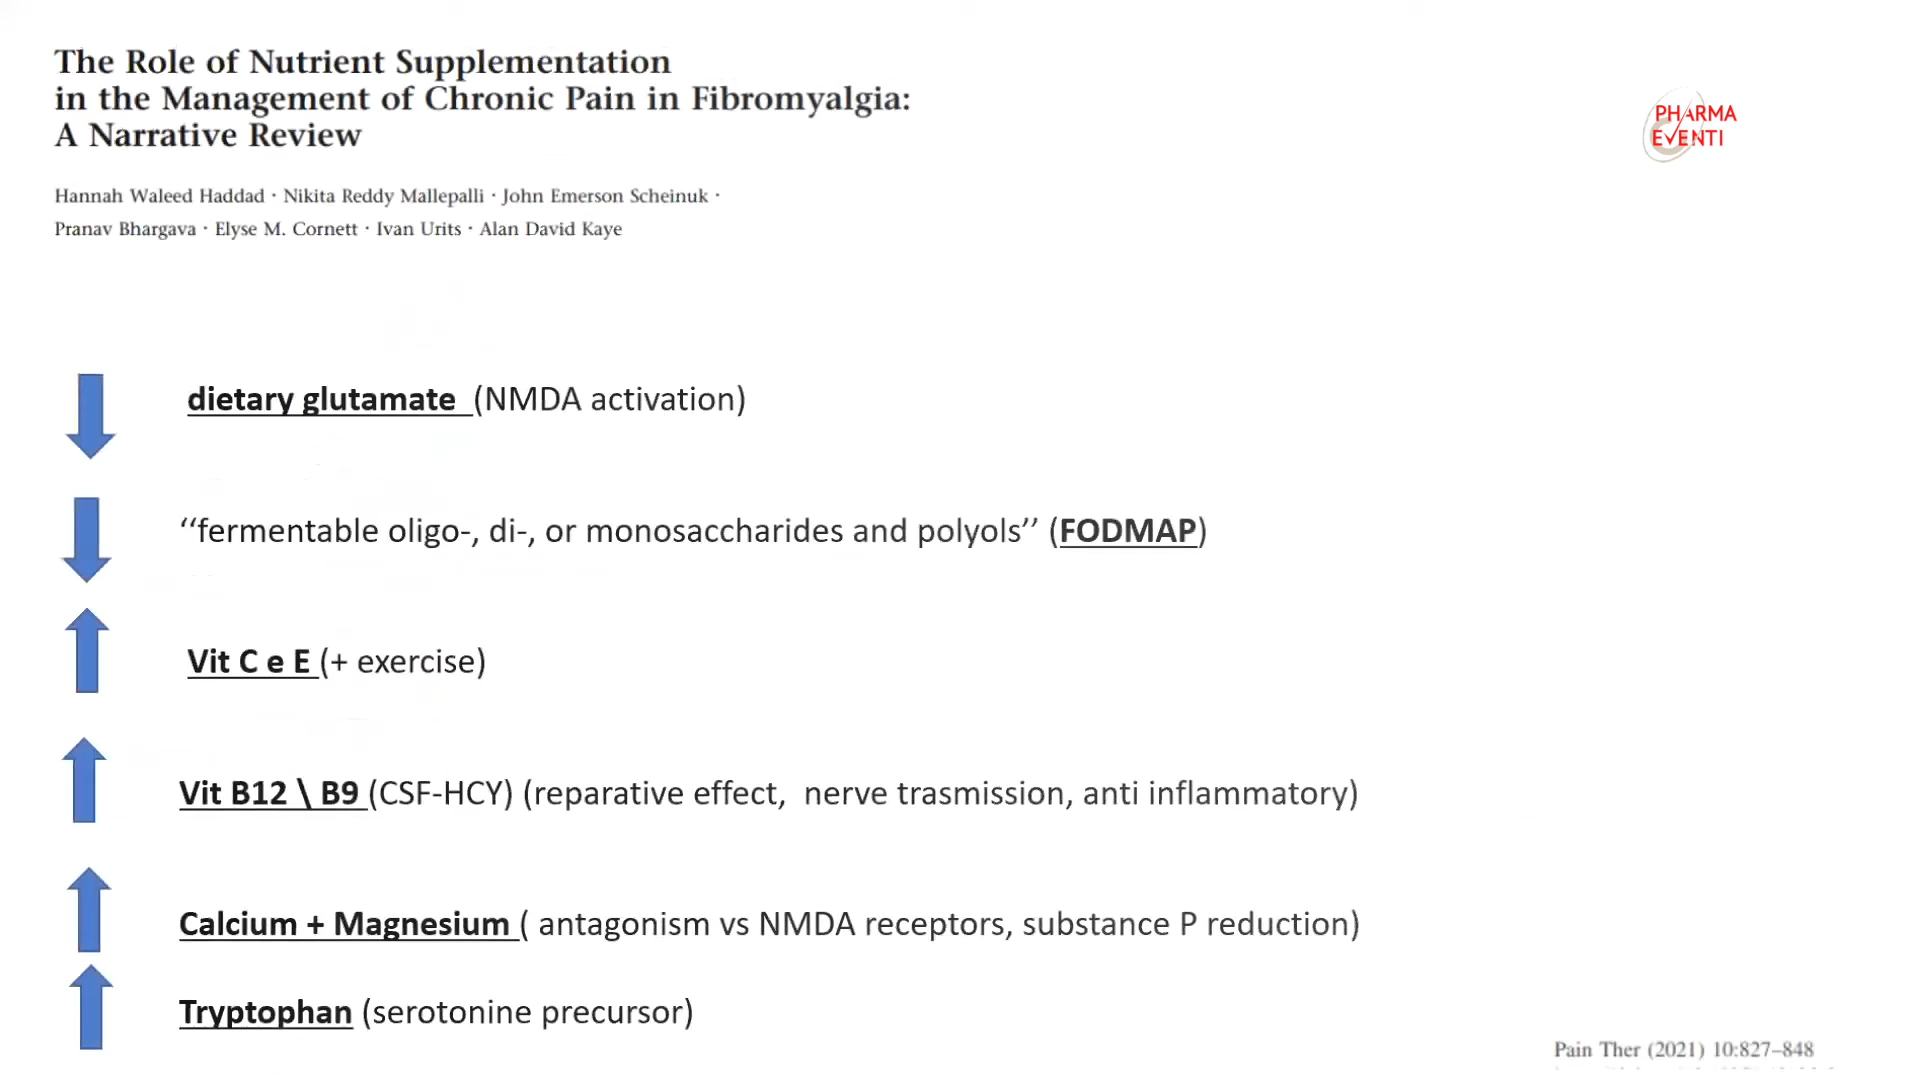 The Role of Nutrient Supplementation
in the Management of Chronic Pain in Fibromyalgia:
A Narrative Review
PHARMA
EVENTI
Hannah Waleed Haddad · Nikita Reddy Mallepalli · John Emerson Scheinuk ·
Pranav Bhargava · Elyse M. Cornett · Ivan Urits · Alan David Kaye
dietary glutamate (NMDA activation)
‘‘fermentable oligo-, di-, or monosaccharides and polyols’’ (FODMAP)
Vit C e E (+ exercise)
Vit B12 \ B9 (CSF-HCY) (reparative effect, nerve trasmission, anti inflammatory)
Calcium + Magnesium ( antagonism vs NMDA receptors, substance P reduction)
Tryptophan (serotonine precursor)
Pain Ther (2021) 10:827–848